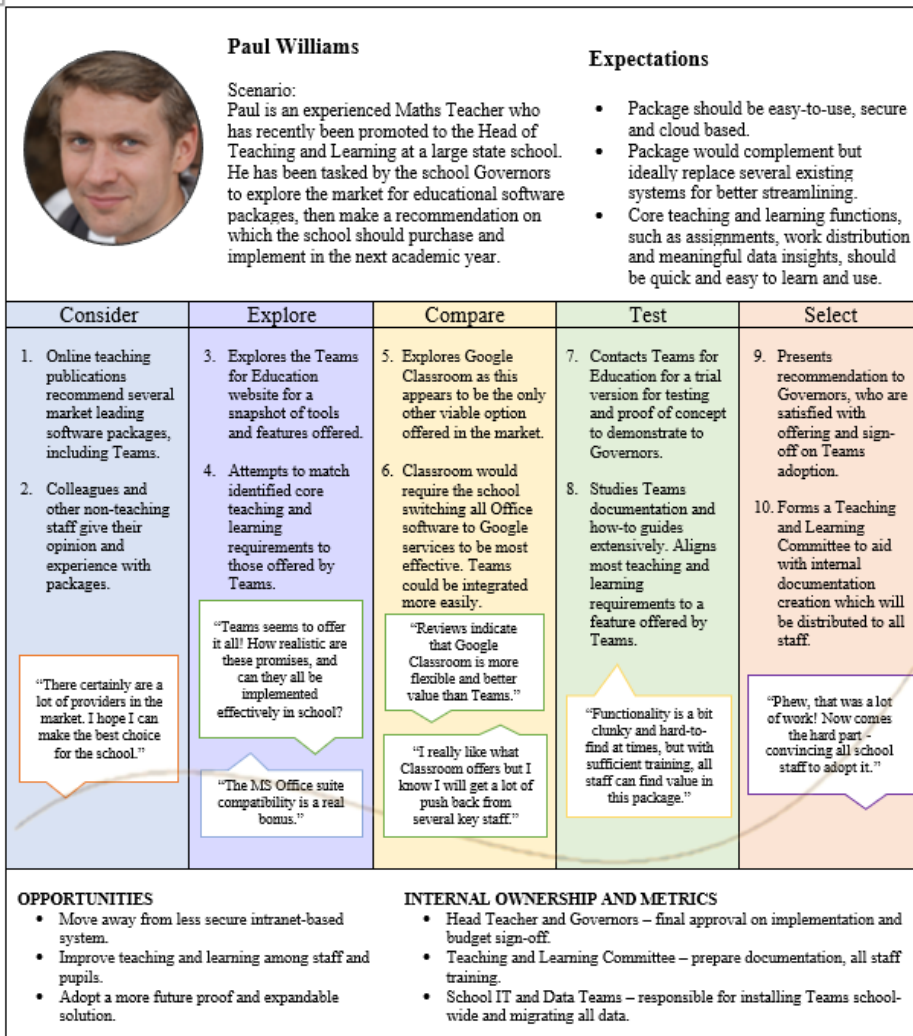 Paul Williams
Scenario:
Paul is an experienced Maths Teacher who
has recently been promoted to the Head of
Teaching and Learning at a large state school.
He has been tasked by the school Governors
to explore the market for educational software
packages, then make a recommendation on
which the school should purchase and
implement in the next academic year.
Expectations
• Package should be easy-to-use, secure
and cloud based.
• Package would complement but
ideally replace several existing
systems for better streamlining.
• Core teaching and learning functions,
such as assignments, work distribution
and meaningful data insights, should
be quick and easy to learn and use.
Consider
1. Online teaching
publications
recommend several
market leading
software packages,
including Teams.
2. Colleagues and
other non-teaching
staff give their
opinion and
experience with
packages.
“There certainly are a
lot of providers in the
market. I hope I can
make the best choice
for the school.”
Explore
3. Explores the Teams
for Education
website for a
snapshot of tools
and features offered.
4. Attempts to match
identified core
teaching and
learning
requirements to
those offered by
Teams.
“Teams seems to offer
it all! How realistic are
these promises, and
can they all be
implemented
effectively in school?
“The MS Office suite
compatibility is a real
bonus.”
Compare
5. Explores Google
Classroom as this
appears to be the only
other viable option
offered in the market.
6. Classroom would
require the school
switching all Office
software to Google
services to be most
effective. Teams
could be integrated
more easily.
“Reviews indicate
that Google
Classroom is more
flexible and better
value than Teams.”
“I really like what
Classroom offers but I
know I will get a lot of
push back from
several key staff.”
Test
7. Contacts Teams for
Education for a trial
version for testing
and proof of concept
to demonstrate to
Governors.
8. Studies Teams
documentation and
how-to guides
extensively. Aligns
most teaching and
learning
requirements to a
feature offered by
Teams.
“Functionality is a bit
clunky and hard-to-
find at times, but with
sufficient training, all
staff can find value in
this package.”
Select
9. Presents
recommendation to
Governors, who are
satisfied with
offering and sign-
off on Teams
adoption.
10. Forms a Teaching
and Learning
Committee to aid
with internal
documentation
creation which will
be distributed to all
staff.
“Phew, that was a lot
of work! Now comes
the hard part -
convincing all school
staff to adopt it.”
OPPORTUNITIES
• Move away from less secure intranet-based
system.
• Improve teaching and learning among staff and
pupils.
• Adopt a more future proof and expandable
solution.
INTERNAL OWNERSHIP AND METRICS
• Head Teacher and Governors – final approval on implementation and
budget sign-off.
• Teaching and Learning Committee – prepare documentation, all staff
training.
• School IT and Data Teams – responsible for installing Teams school-
wide and migrating all data.